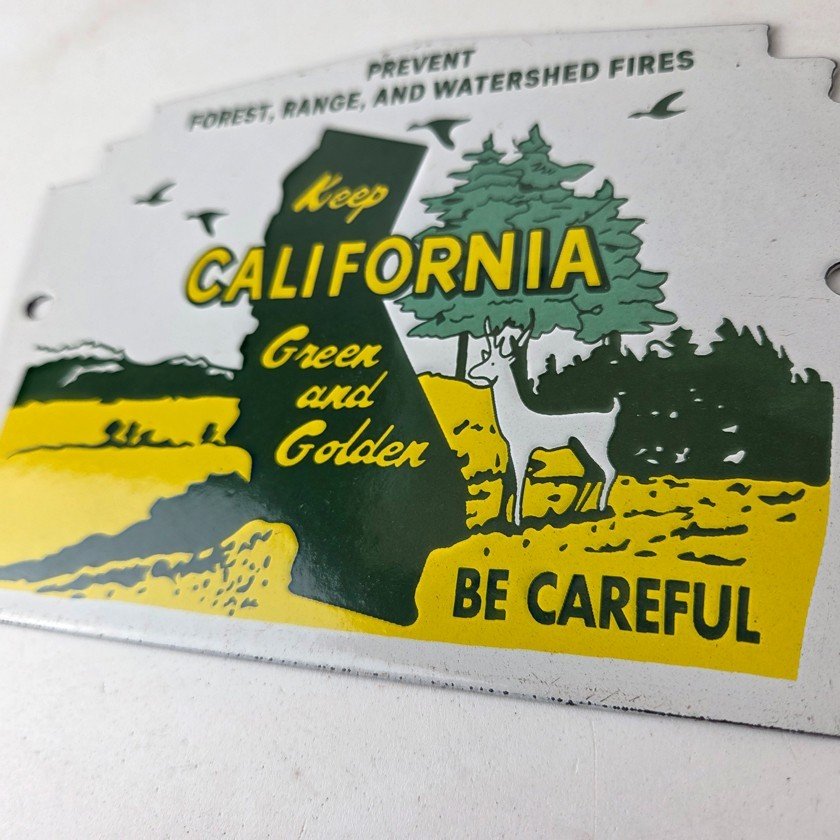 PREVENT
FOREST, RANGE, AND WATERSHED FIRES
Keep
CALIFORNIA
Green
and
Golden
BE CAREFUL